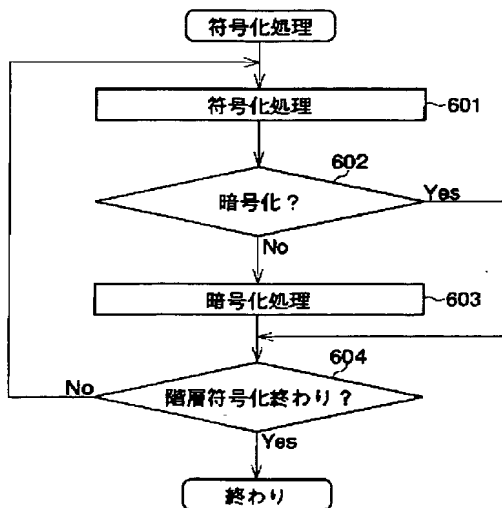 符号化処理
符号化処理
601
602
暗号化？
Yes
No
暗号化処理
603
604
階層符号化終わり？
No
Yes
終わり